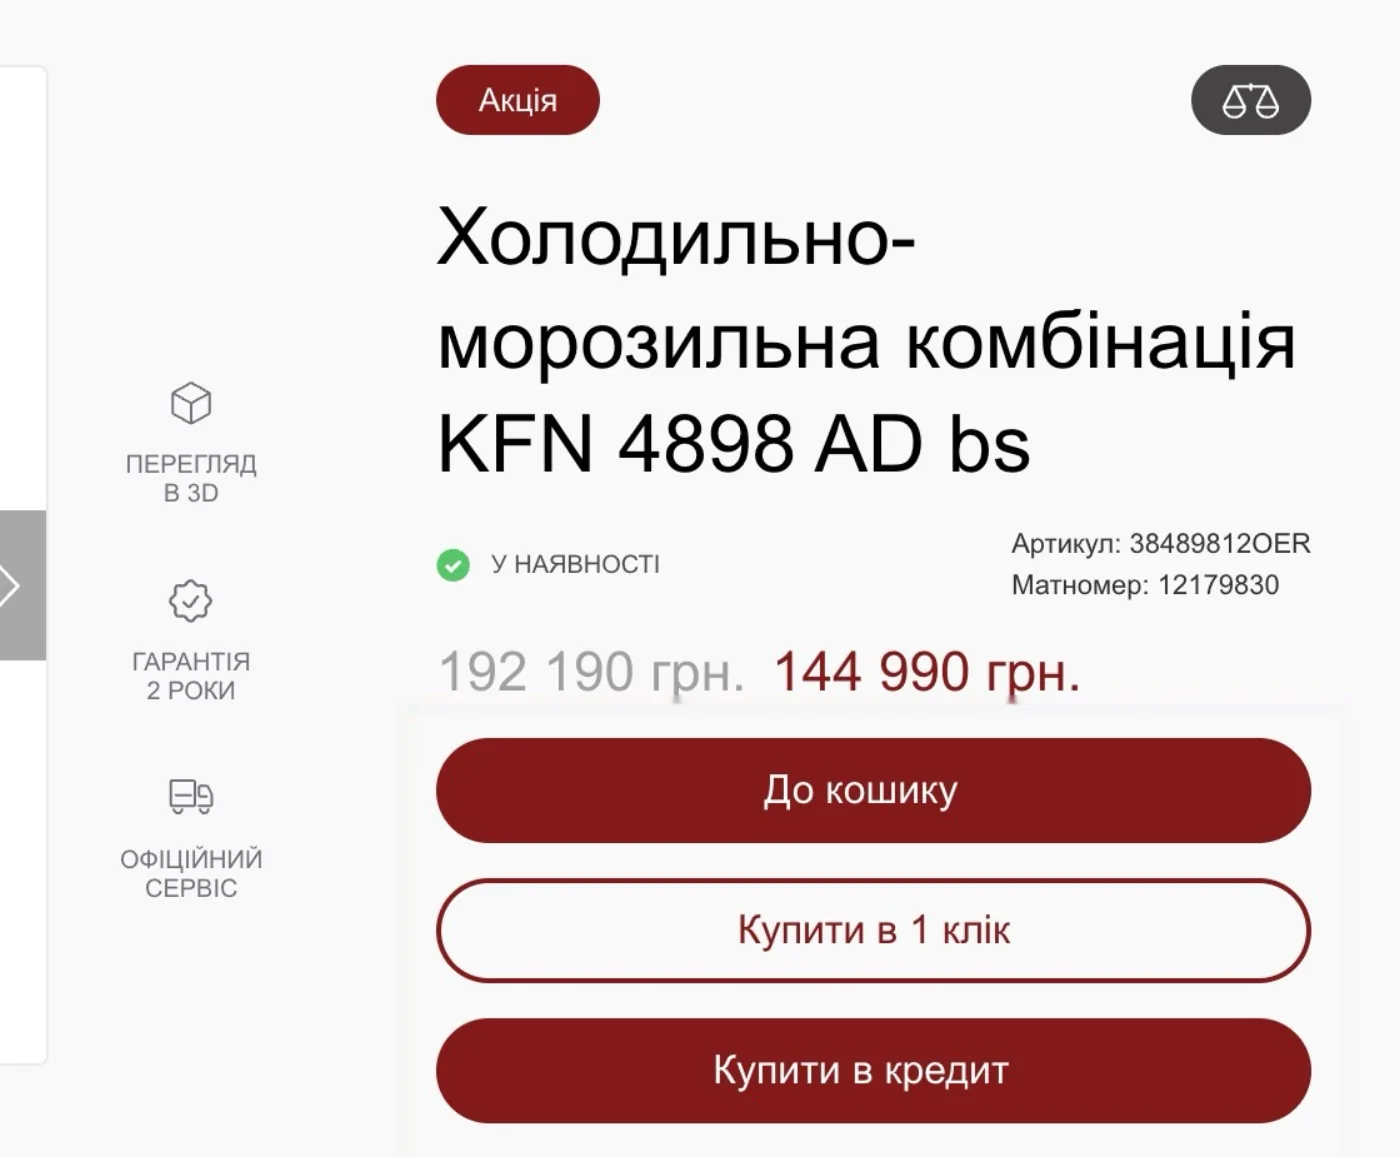 Акція
Холодильно-
морозильна комбінація
KFN 4898 AD bs
ПЕРЕГЛЯД
В 3D
У НАЯВНОСТІ
Артикул: 38489812OER
Матномер: 12179830
ГАРАНТІЯ
2 РОКИ
192 190 грн. 144 990 грн.
До кошику
ОФІЦІЙНИЙ
СЕРВІС
Купити в 1 клік
Купити в кредит